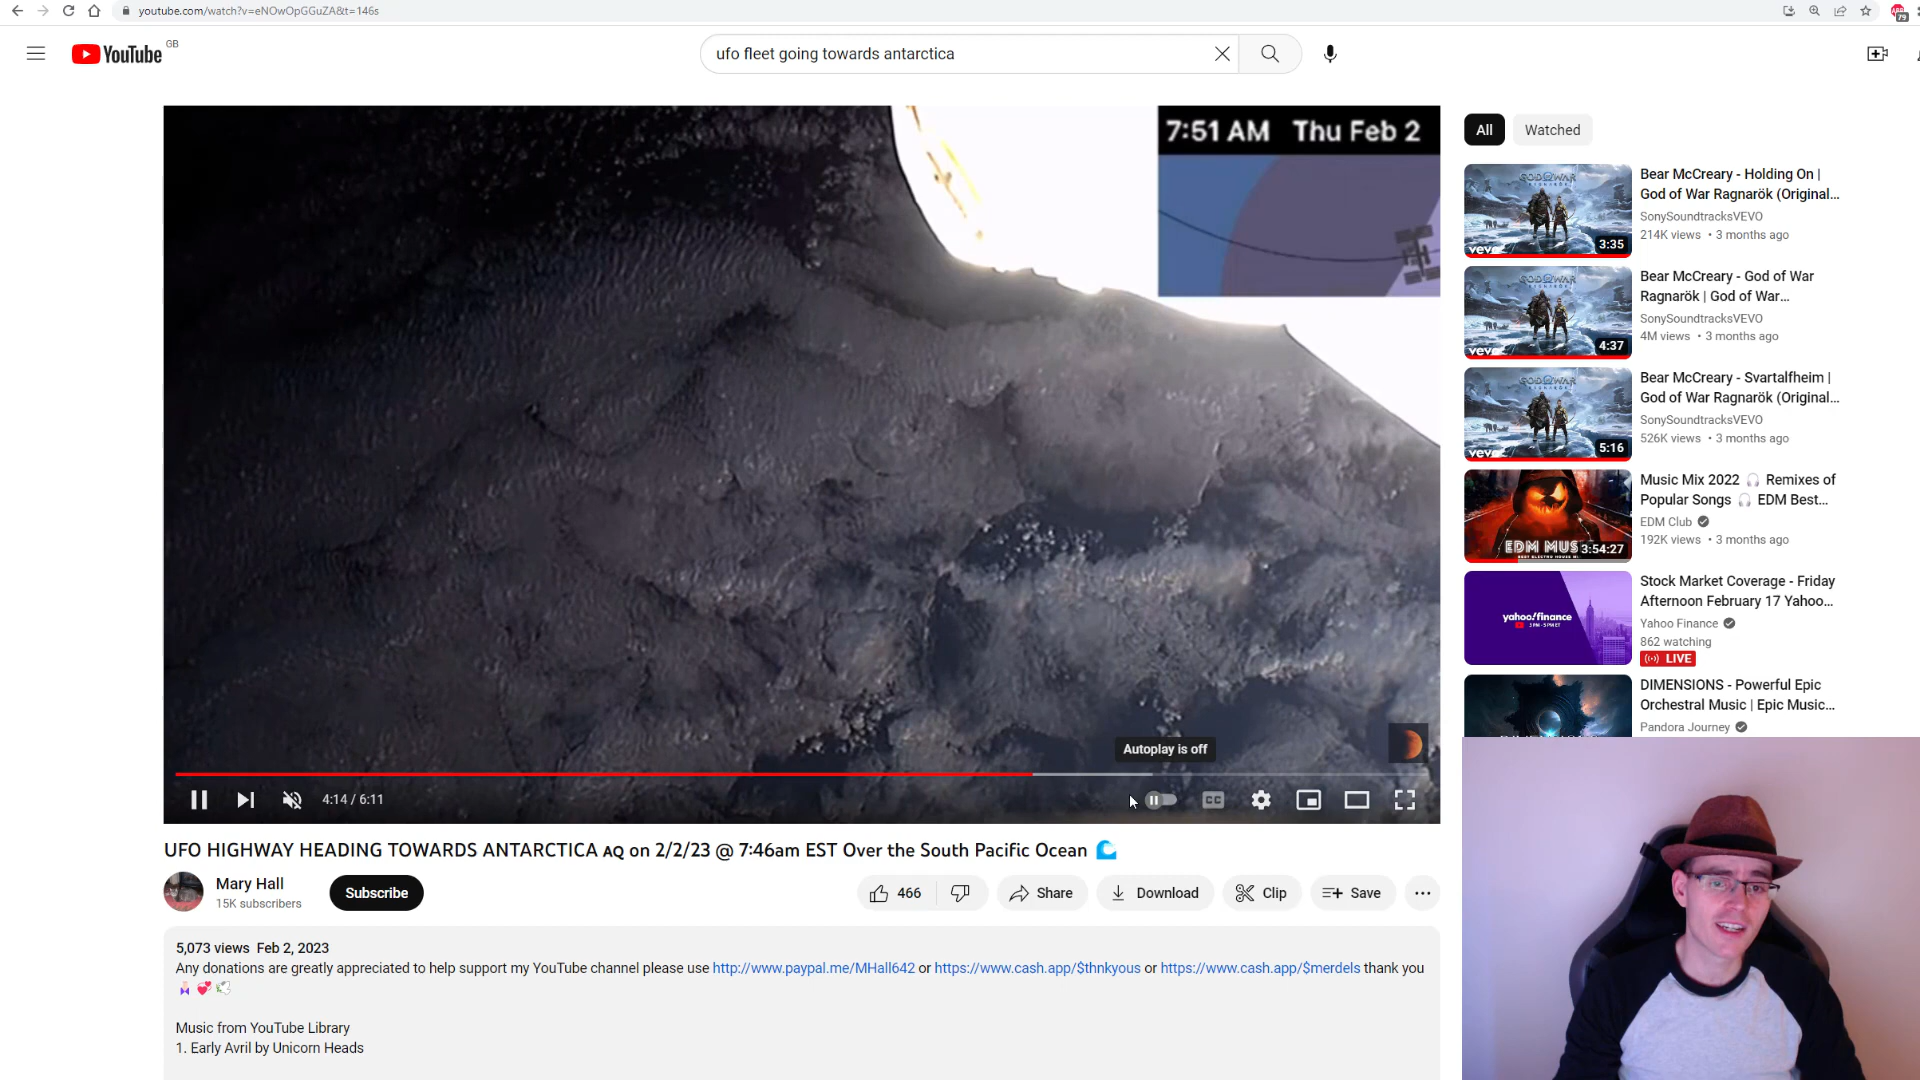 youtube.com/watch?v=eNOwOpGGuZA&t=146s
YouTube GB
ufo fleet going towards antarctica
7:51 AM Thu Feb 2
Autoplay is off
4:14 / 6:11
CC
UFO HIGHWAY HEADING TOWARDS ANTARCTICA AQ on 2/2/23 @ 7:46am EST Over the South Pacific Ocean 🌊
Mary Hall
15K subscribers
Subscribe
466
Share
Download
Clip
Save
5,073 views Feb 2, 2023
Any donations are greatly appreciated to help support my YouTube channel please use http://www.paypal.me/MHall642 or https://www.cash.app/$thnkyous or https://www.cash.app/$merdels thank you
Music from YouTube Library
1. Early Avril by Unicorn Heads
All
Watched
vevo
3:35
Bear McCreary - Holding On |
God of War Ragnarök (Original...
SonySoundtracksVEVO
214K views • 3 months ago
vevo
4:37
Bear McCreary - God of War
Ragnarök | God of War...
SonySoundtracksVEVO
4M views • 3 months ago
vevo
5:16
Bear McCreary - Svartalfheim |
God of War Ragnarök (Original...
SonySoundtracksVEVO
526K views • 3 months ago
EDM MUS
3:54:27
Music Mix 2022 🎧 Remixes of
Popular Songs 🎧 EDM Best...
EDM Club
192K views • 3 months ago
yahoo!finance
Stock Market Coverage - Friday
Afternoon February 17 Yahoo...
Yahoo Finance
862 watching
LIVE
DIMENSIONS - Powerful Epic
Orchestral Music | Epic Music...
Pandora Journey